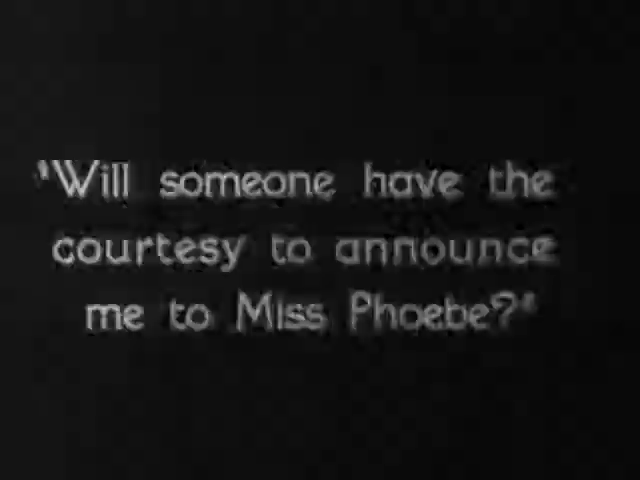 "Will someone have the
courtesy to announce
me to Miss Phoebe?"